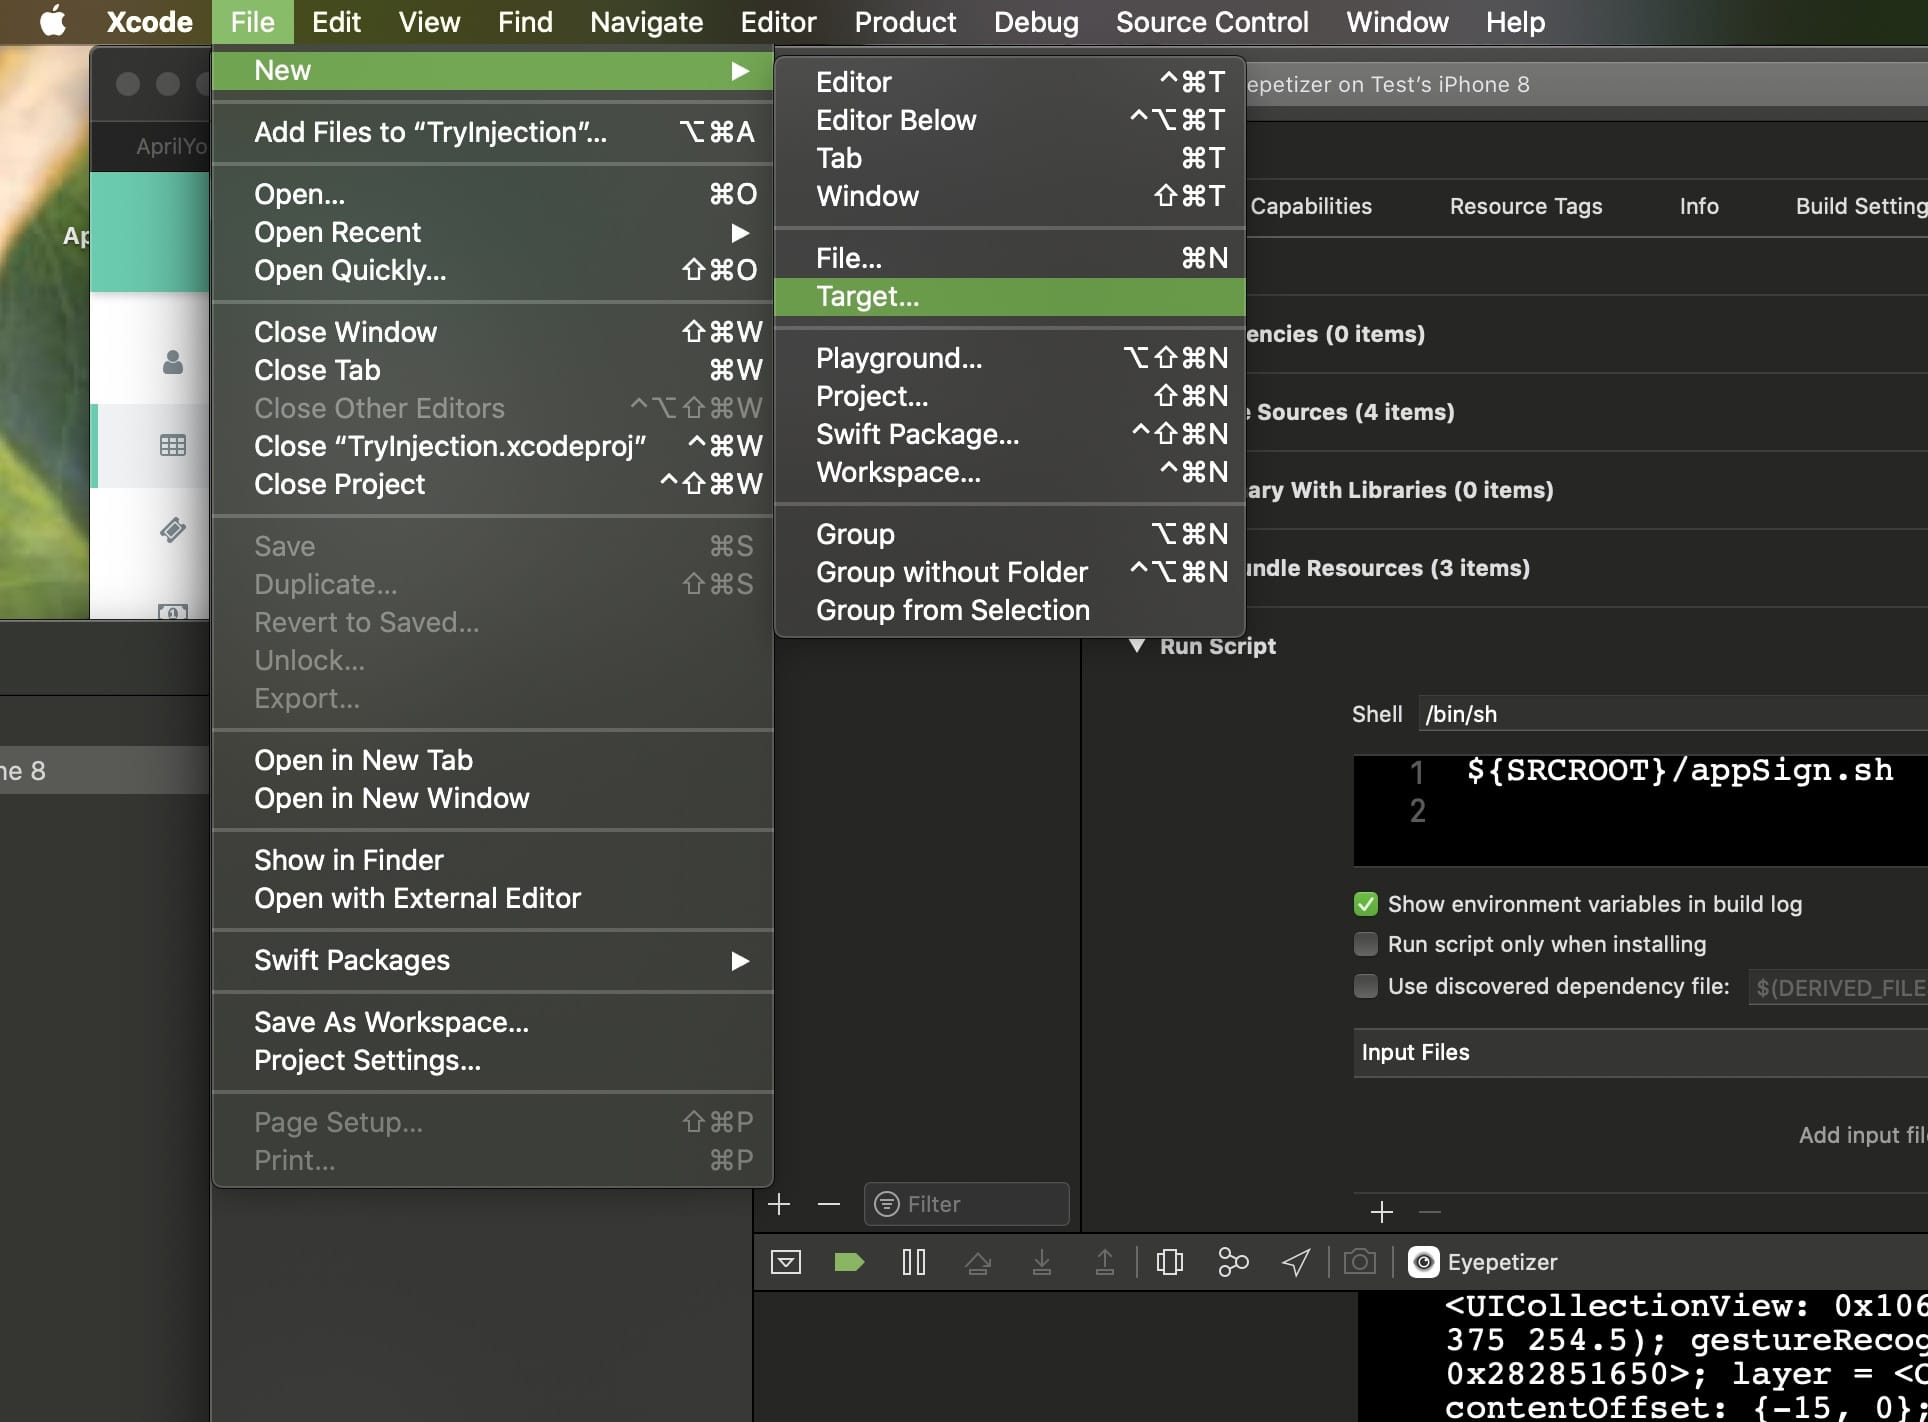 Xcode File Edit View Find Navigate Editor Product Debug Source Control Window Help
New
Add Files to “TryInjection”... ⌥⌘A
Open... ⌘O
Open Recent
Open Quickly... ⇧⌘O
Close Window ⇧⌘W
Close Tab ⌘W
Close Other Editors ^⌥⇧⌘W
Close “TryInjection.xcodeproj” ^⌘W
Close Project ^⇧⌘W
Save ⌘S
Duplicate... ⇧⌘S
Revert to Saved...
Unlock...
Export...
Open in New Tab
Open in New Window
Show in Finder
Open with External Editor
Swift Packages
Save As Workspace...
Project Settings...
Page Setup... ⇧⌘P
Print... ⌘P
Editor ^⌘T
Editor Below ^⌥⌘T
Tab ⌘T
Window ⇧⌘T
File... ⌘N
Target...
Playground... ⌥⇧⌘N
Project... ⇧⌘N
Swift Package... ^⇧⌘N
Workspace... ^⌘N
Group ⌥⌘N
Group without Folder ^⌥⌘N
Group from Selection
AprilYo
Ap
ne 8
epetizer on Test’s iPhone 8
Capabilities Resource Tags Info Build Setting
encies (0 items)
e Sources (4 items)
ary With Libraries (0 items)
undle Resources (3 items)
Run Script
Shell /bin/sh
1 ${SRCROOT}/appSign.sh
2
Show environment variables in build log
Run script only when installing
Use discovered dependency file: $(DERIVED_FILE
Input Files
Add input fil
Filter
Eyepetizer
<UICollectionView: 0x106
375 254.5); gestureRecog
0x282851650>; layer = <C
contentOffset: {-15, 0};